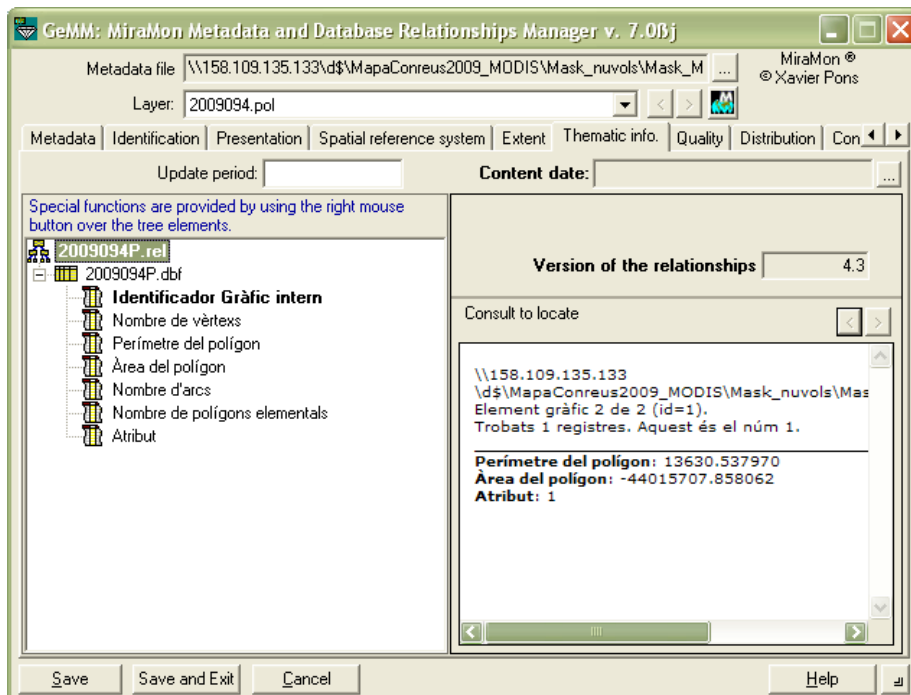 GeMM: MiraMon Metadata and Database Relationships Manager v. 7.0ßj
Metadata file \\158.109.135.133\d$\MapaConreus2009_MODIS\Mask_nuvols\Mask_M ...
MiraMon ®
© Xavier Pons
Layer: 2009094.pol < >
Metadata Identification Presentation Spatial reference system Extent Thematic info. Quality Distribution Con
Update period: Content date: ...
Special functions are provided by using the right mouse
button over the tree elements.
2009094P.rel
2009094P.dbf
Identificador Gràfic intern
Nombre de vèrtexs
Perímetre del polígon
Àrea del polígon
Nombre d'arcs
Nombre de polígons elementals
Atribut
Version of the relationships 4.3
Consult to locate < >
\\158.109.135.133
\d$\MapaConreus2009_MODIS\Mask_nuvols\Mas
Element gràfic 2 de 2 (id=1).
Trobats 1 registres. Aquest és el núm 1.
Perímetre del polígon: 13630.537970
Àrea del polígon: -44015707.858062
Atribut: 1
Save Save and Exit Cancel Help